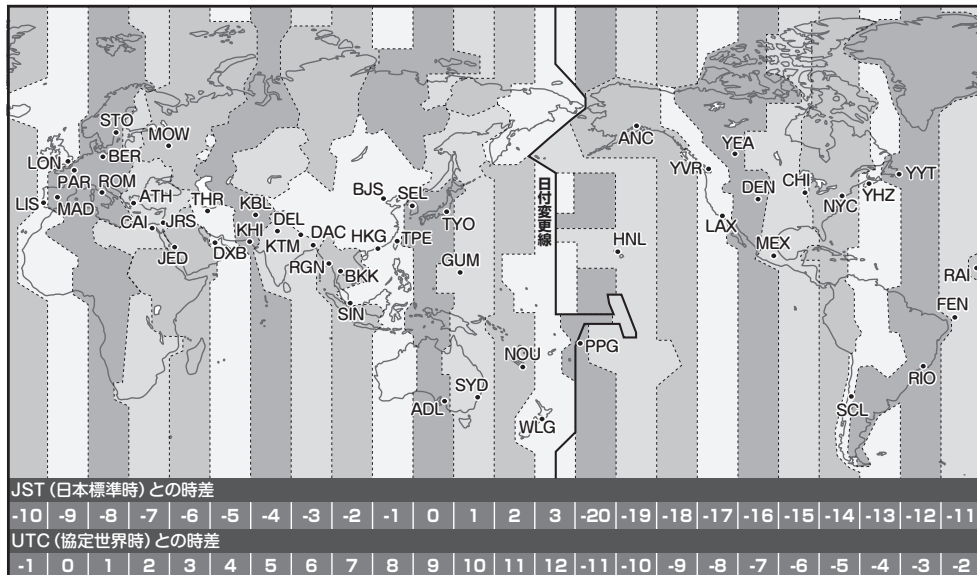 STO
MOW
ANC
LON
BER
YEA
YYT
PAR
ROM
YVR
CHI
LIS
MAD
ATH
THR
KBL
BJS
SEL
DEN
NYC
YHZ
CAI
JRS
DEL
DAC
TYO
日付変更線
LAX
KHI
KTM
HKG
TPE
HNL
MEX
JED
DXB
RGN
BKK
GUM
RAI
SIN
FEN
NOU
PPG
SYD
RIO
ADL
WLG
SCL
JST（日本標準時）との時差
-10 -9 -8 -7 -6 -5 -4 -3 -2 -1 0 1 2 3 -20 -19 -18 -17 -16 -15 -14 -13 -12 -11
UTC（協定世界時）との時差
-1 0 1 2 3 4 5 6 7 8 9 10 11 12 -11 -10 -9 -8 -7 -6 -5 -4 -3 -2